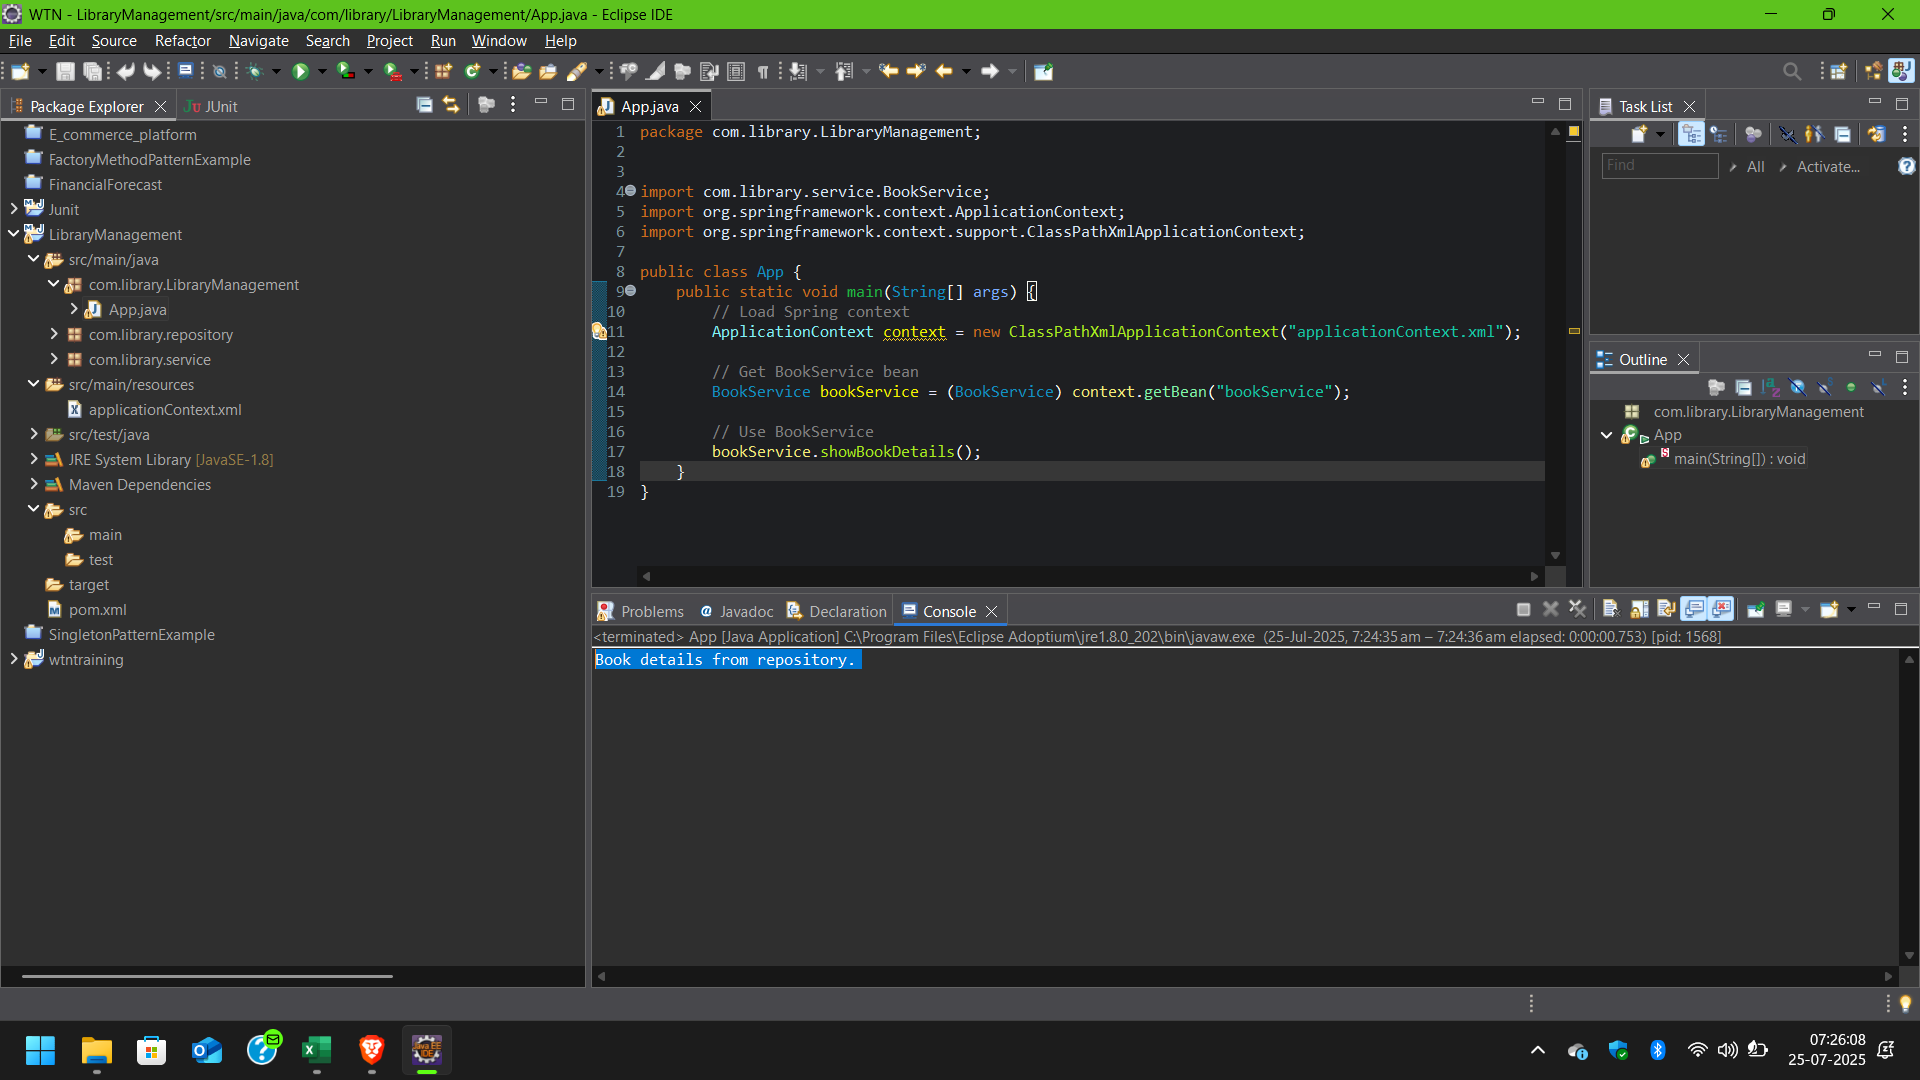 WTN - LibraryManagement/src/main/java/com/library/LibraryManagement/App.java - Eclipse IDE
File Edit Source Refactor Navigate Search Project Run Window Help
Package Explorer
JUnit
E_commerce_platform
FactoryMethodPatternExample
FinancialForecast
Junit
LibraryManagement
src/main/java
com.library.LibraryManagement
App.java
com.library.repository
com.library.service
src/main/resources
applicationContext.xml
src/test/java
JRE System Library [JavaSE-1.8]
Maven Dependencies
src
main
test
target
pom.xml
SingletonPatternExample
wtntraining
App.java
1 package com.library.LibraryManagement;
2
3
4 import com.library.service.BookService;
5 import org.springframework.context.ApplicationContext;
6 import org.springframework.context.support.ClassPathXmlApplicationContext;
7
8 public class App {
9 public static void main(String[] args) {
10 // Load Spring context
11 ApplicationContext context = new ClassPathXmlApplicationContext("applicationContext.xml");
12
13 // Get BookService bean
14 BookService bookService = (BookService) context.getBean("bookService");
15
16 // Use BookService
17 bookService.showBookDetails();
18 }
19 }
Task List
Find All Activate...
Outline
com.library.LibraryManagement
App
main(String[]) : void
Problems @ Javadoc Declaration Console
<terminated> App [Java Application] C:\Program Files\Eclipse Adoptium\jre1.8.0_202\bin\javaw.exe (25-Jul-2025, 7:24:35 am – 7:24:36 am elapsed: 0:00:00.753) [pid: 1568]
Book details from repository.
07:26:08
25-07-2025